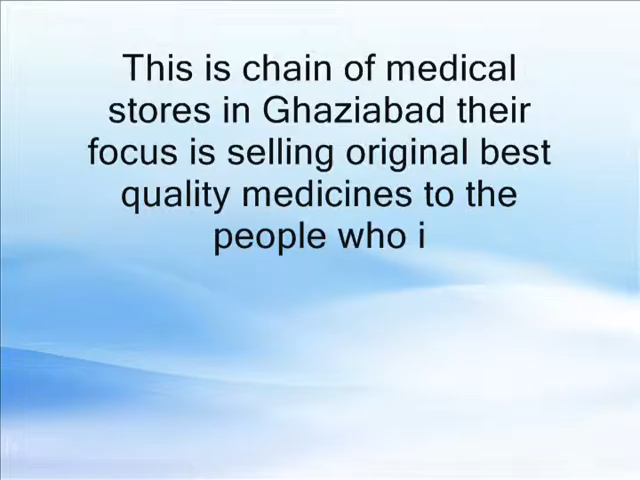 This is chain of medical
stores in Ghaziabad their
focus is selling original best
quality medicines to the
people who i